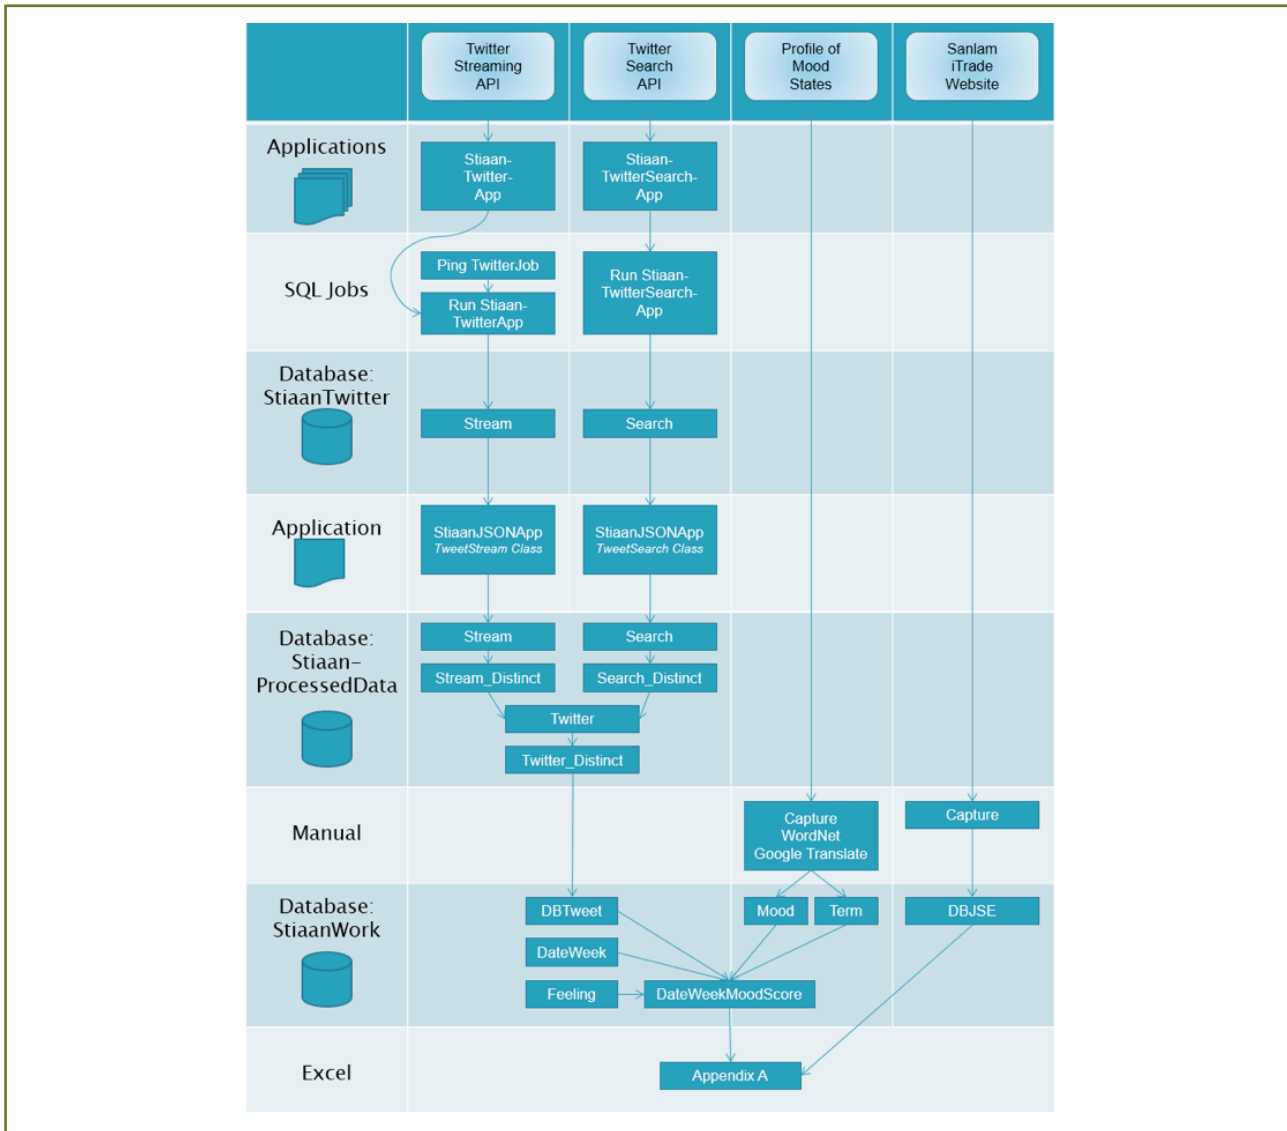 Twitter
Streaming
API
Twitter
Search
API
Profile of
Mood
States
Sanlam
iTrade
Website
Applications
Stiaan-
Twitter-
App
Stiaan-
TwitterSearch-
App
SQL Jobs
Ping TwitterJob
Run Stiaan-
TwitterApp
Run Stiaan-
TwitterSearch-
App
Database:
StiaanTwitter
Stream
Search
Application
StiaanJSONApp
TweetStream Class
StiaanJSONApp
TweetSearch Class
Database:
Stiaan-
ProcessedData
Stream
Search
Stream_Distinct
Search_Distinct
Twitter
Twitter_Distinct
Manual
Capture
WordNet
Google Translate
Capture
Database:
StiaanWork
DBTweet
Mood
Term
DBJSE
DateWeek
Feeling
DateWeekMoodScore
Excel
Appendix A